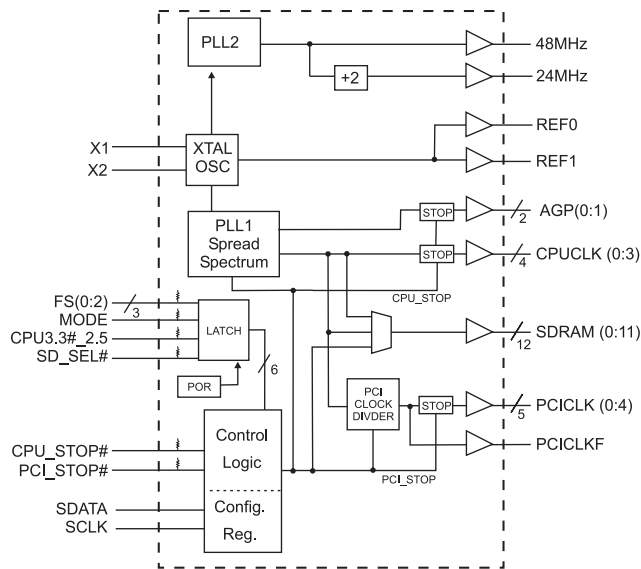 PLL2
48MHz
+2
24MHz
REF0
X1
XTAL
OSC
X2
REF1
STOP
AGP(0:1)
2
PLL1
Spread
Spectrum
STOP
CPUCLK (0:3)
4
CPU_STOP
FS(0:2)
3
MODE
LATCH
CPU3.3#_2.5
SD_SEL#
SDRAM (0:11)
12
6
POR
PCI
CLOCK
DIVDER
STOP
PCICLK (0:4)
5
Control
Logic
CPU_STOP#
PCI_STOP#
PCICLKF
PCI_STOP
SDATA
SCLK
Config.
Reg.